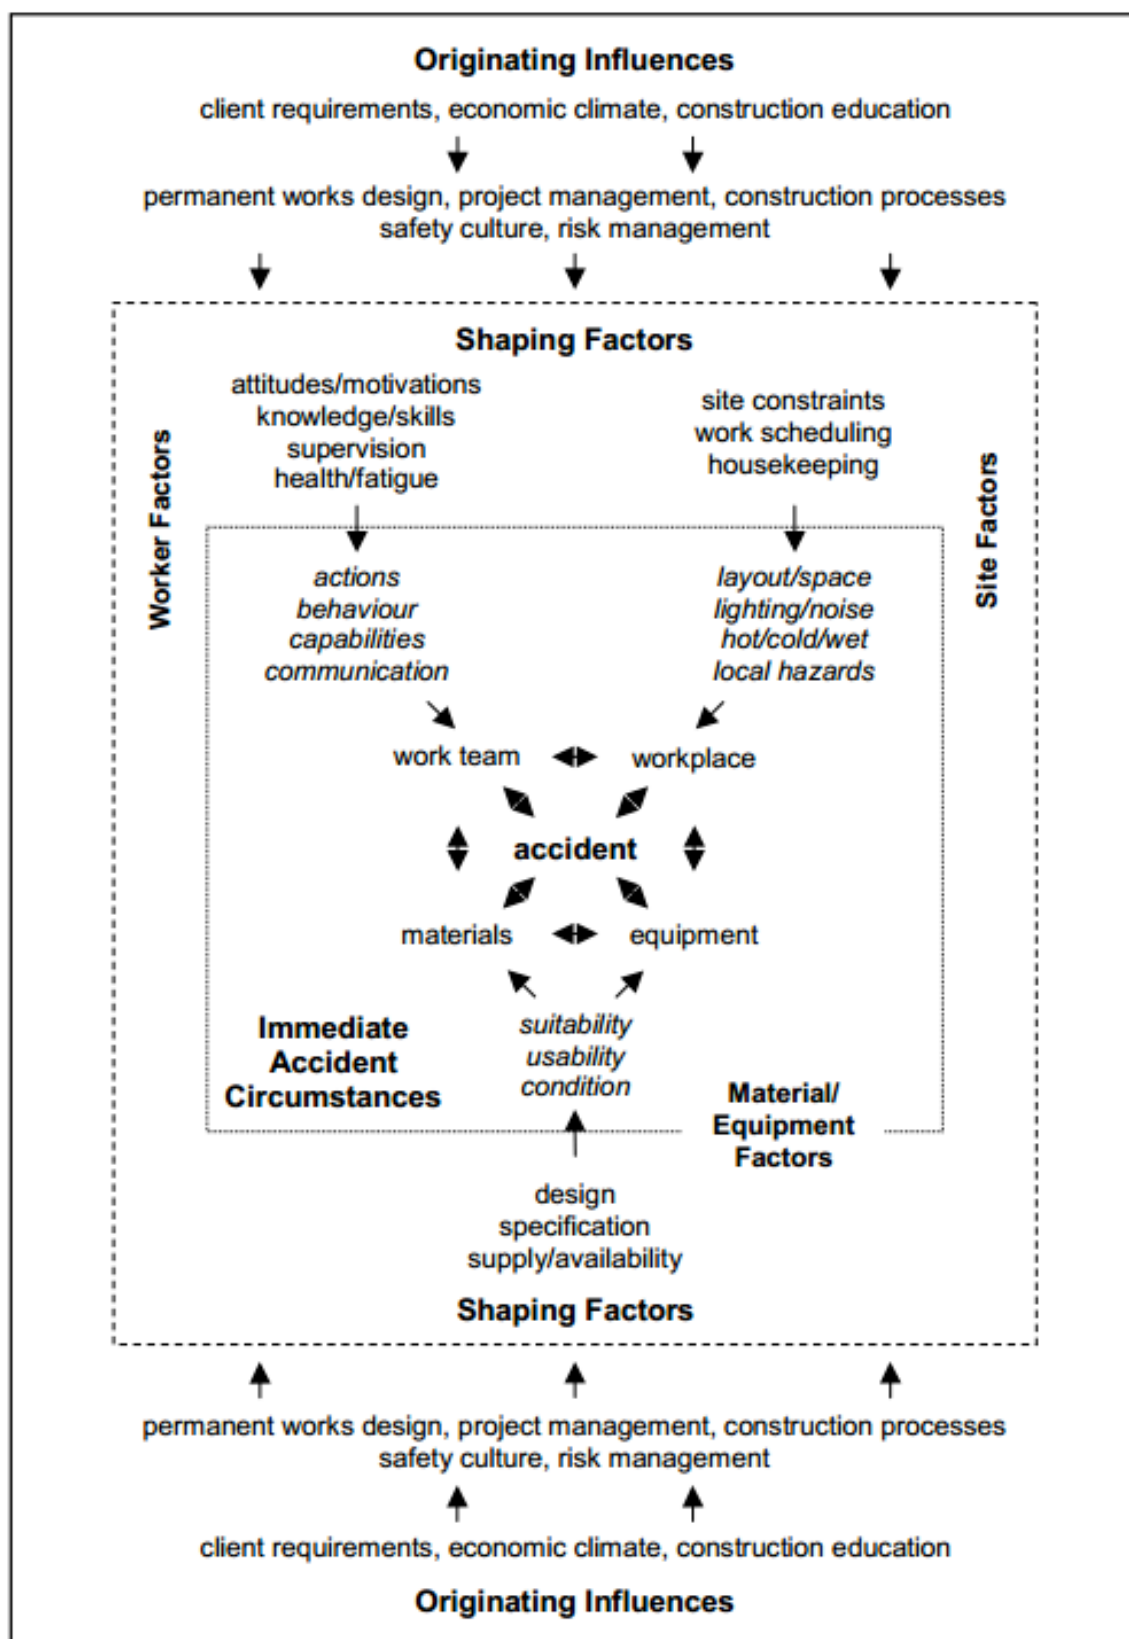 Originating Influences
client requirements, economic climate, construction education
permanent works design, project management, construction processes
safety culture, risk management
Shaping Factors
attitudes/motivations
knowledge/skills
supervision
health/fatigue
site constraints
work scheduling
housekeeping
Worker Factors
Site Factors
actions
behaviour
capabilities
communication
layout/space
lighting/noise
hot/cold/wet
local hazards
work team
workplace
accident
materials
equipment
suitability
usability
condition
Immediate
Accident
Circumstances
Material/
Equipment
Factors
design
specification
supply/availability
Shaping Factors
permanent works design, project management, construction processes
safety culture, risk management
client requirements, economic climate, construction education
Originating Influences